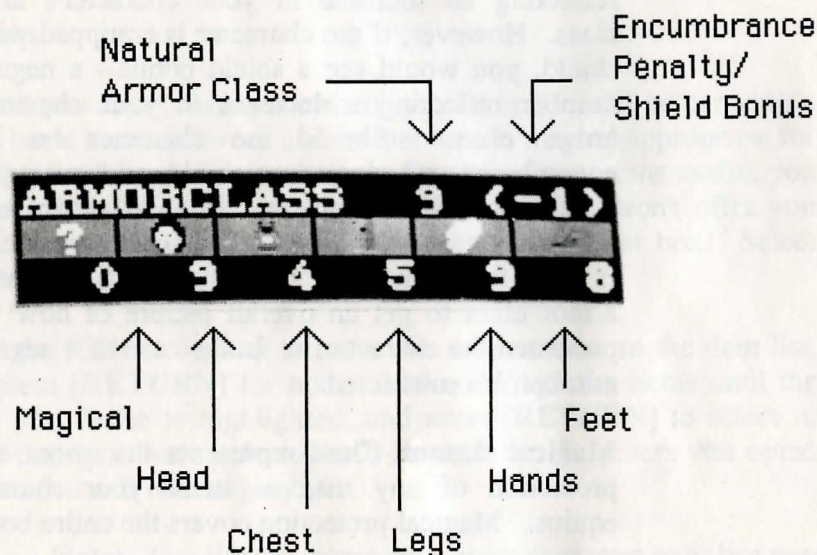 Natural
Armor Class
Encumbrance
Penalty/
Shield Bonus
ARMORCLASS 9 (-1)
?
0 9 4 5 9 8
Magical
Head
Chest
Legs
Hands
Feet